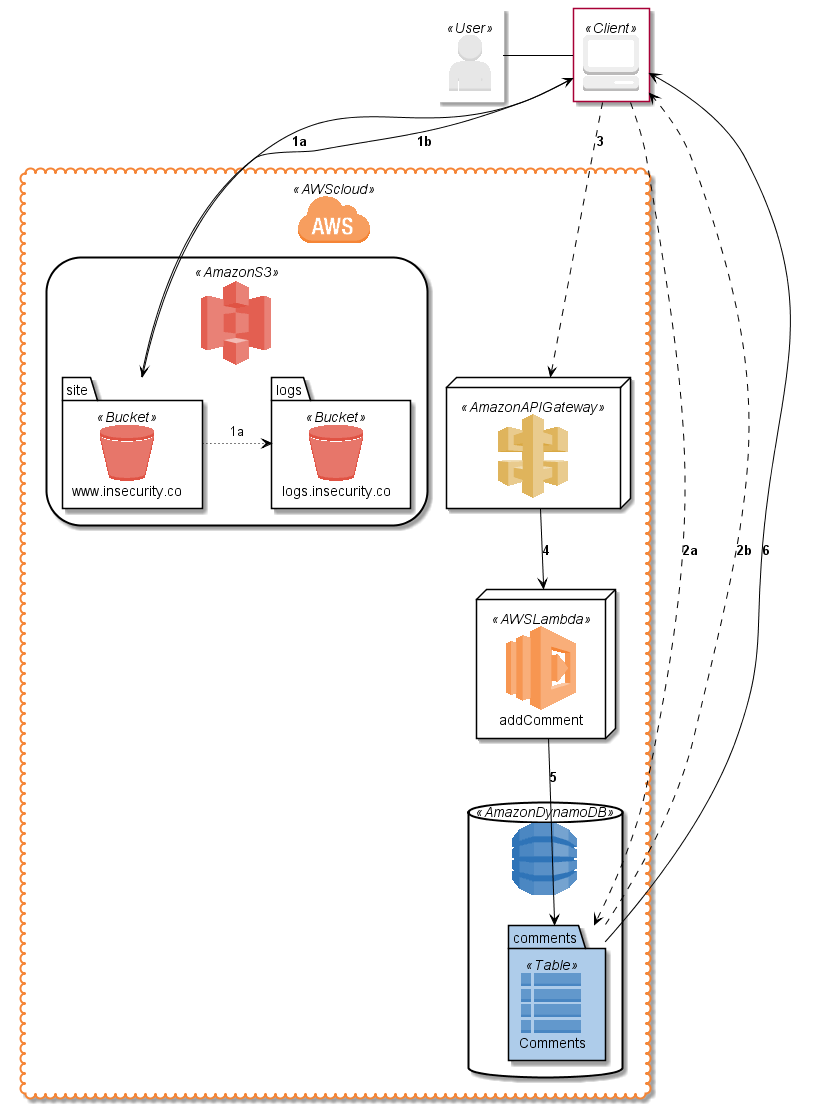 «User»
«Client»
1a
1b
3
«AWScloud»
AWS
«AmazonS3»
site
logs
«Bucket»
«Bucket»
1a
www.insecurity.co
logs.insecurity.co
«AmazonAPIGateway»
4
2a
2b
6
«AWSLambda»
addComment
5
«AmazonDynamoDB»
comments
«Table»
Comments